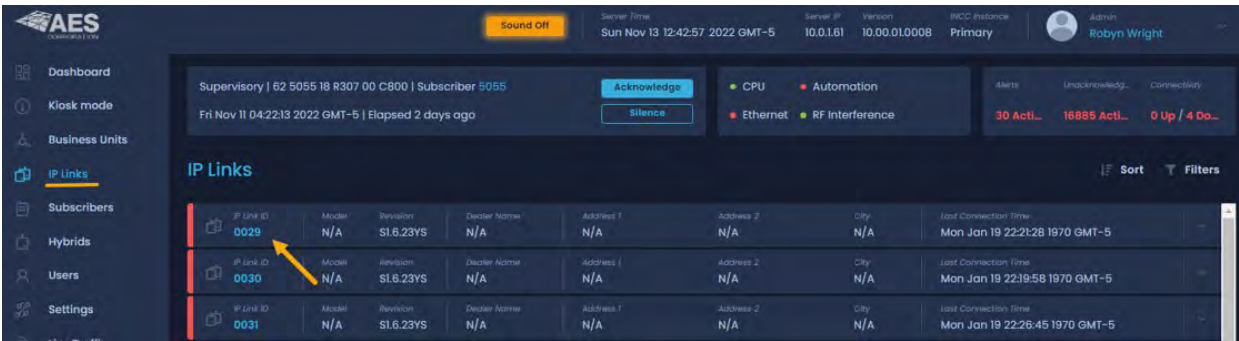 AES
CORPORATION
Sound Off
Server Time
Sun Nov 13 12:42:57 2022 GMT-5
Server IP
10.0.1.61
Version
10.00.01.0008
INCC Instance
Primary
Admin
Robyn Wright
Dashboard
Kiosk mode
Business Units
IP Links
Subscribers
Hybrids
Users
Settings
Supervisory | 62 5055 18 R307 00 C800 | Subscriber 5055
Fri Nov 11 04:22:13 2022 GMT-5 | Elapsed 2 days ago
Acknowledge
Silence
CPU
Automation
Ethernet
RF Interference
Alerts
Unacknowledg...
Connectivity
30 Acti...
16885 Acti...
0 Up / 4 Do...
IP Links
Sort
Filters
IP Link ID Model Revision Dealer Name Address 1 Address 2 City Last Connection Time
0029 N/A S1.6.23YS N/A N/A N/A N/A Mon Jan 19 22:21:28 1970 GMT-5
IP Link ID Model Revision Dealer Name Address 1 Address 2 City Last Connection Time
0030 N/A S1.6.23YS N/A N/A N/A N/A Mon Jan 19 22:19:58 1970 GMT-5
IP Link ID Model Revision Dealer Name Address 1 Address 2 City Last Connection Time
0031 N/A S1.6.23YS N/A N/A N/A N/A Mon Jan 19 22:26:45 1970 GMT-5